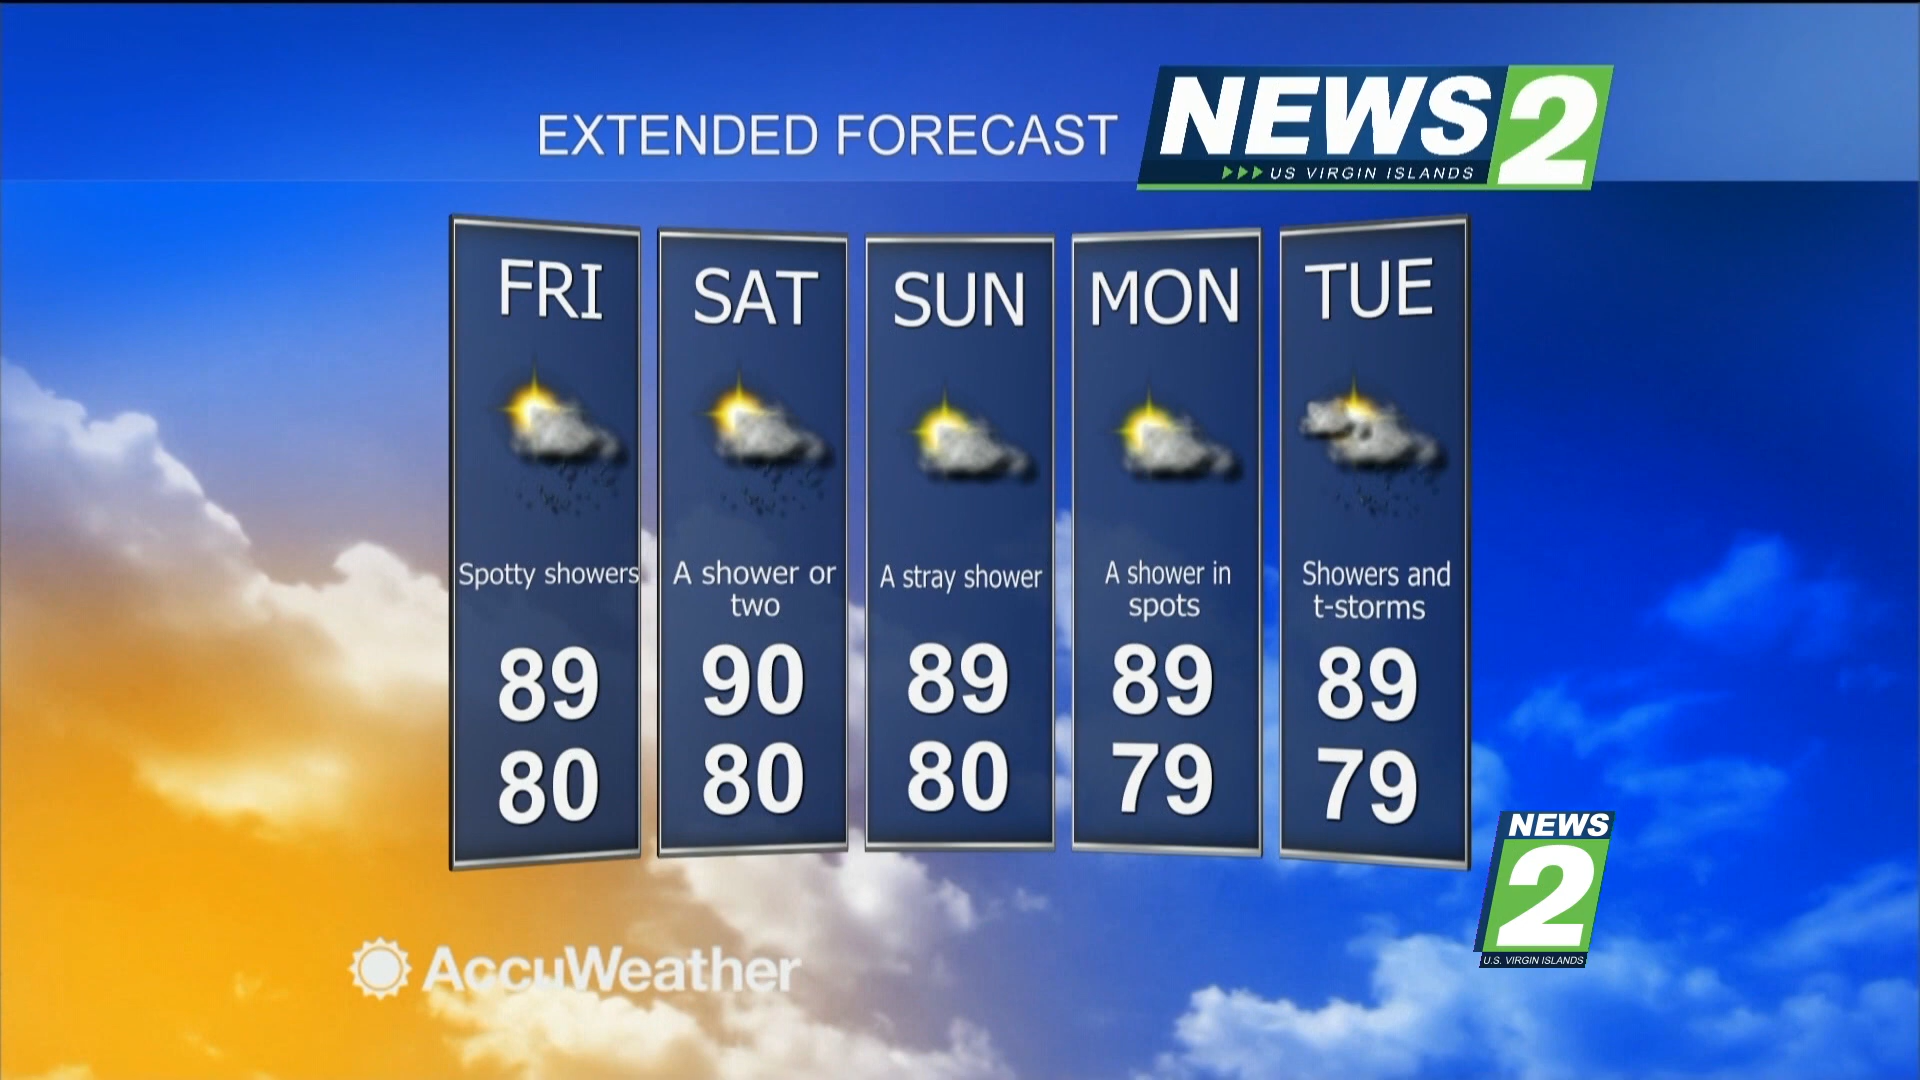 EXTENDED FORECAST
NEWS 2
US VIRGIN ISLANDS
FRI
Spotty showers
89
80
SAT
A shower or
two
90
80
SUN
A stray shower
89
80
MON
A shower in
spots
89
79
TUE
Showers and
t-storms
89
79
NEWS
2
U.S. VIRGIN ISLANDS
AccuWeather